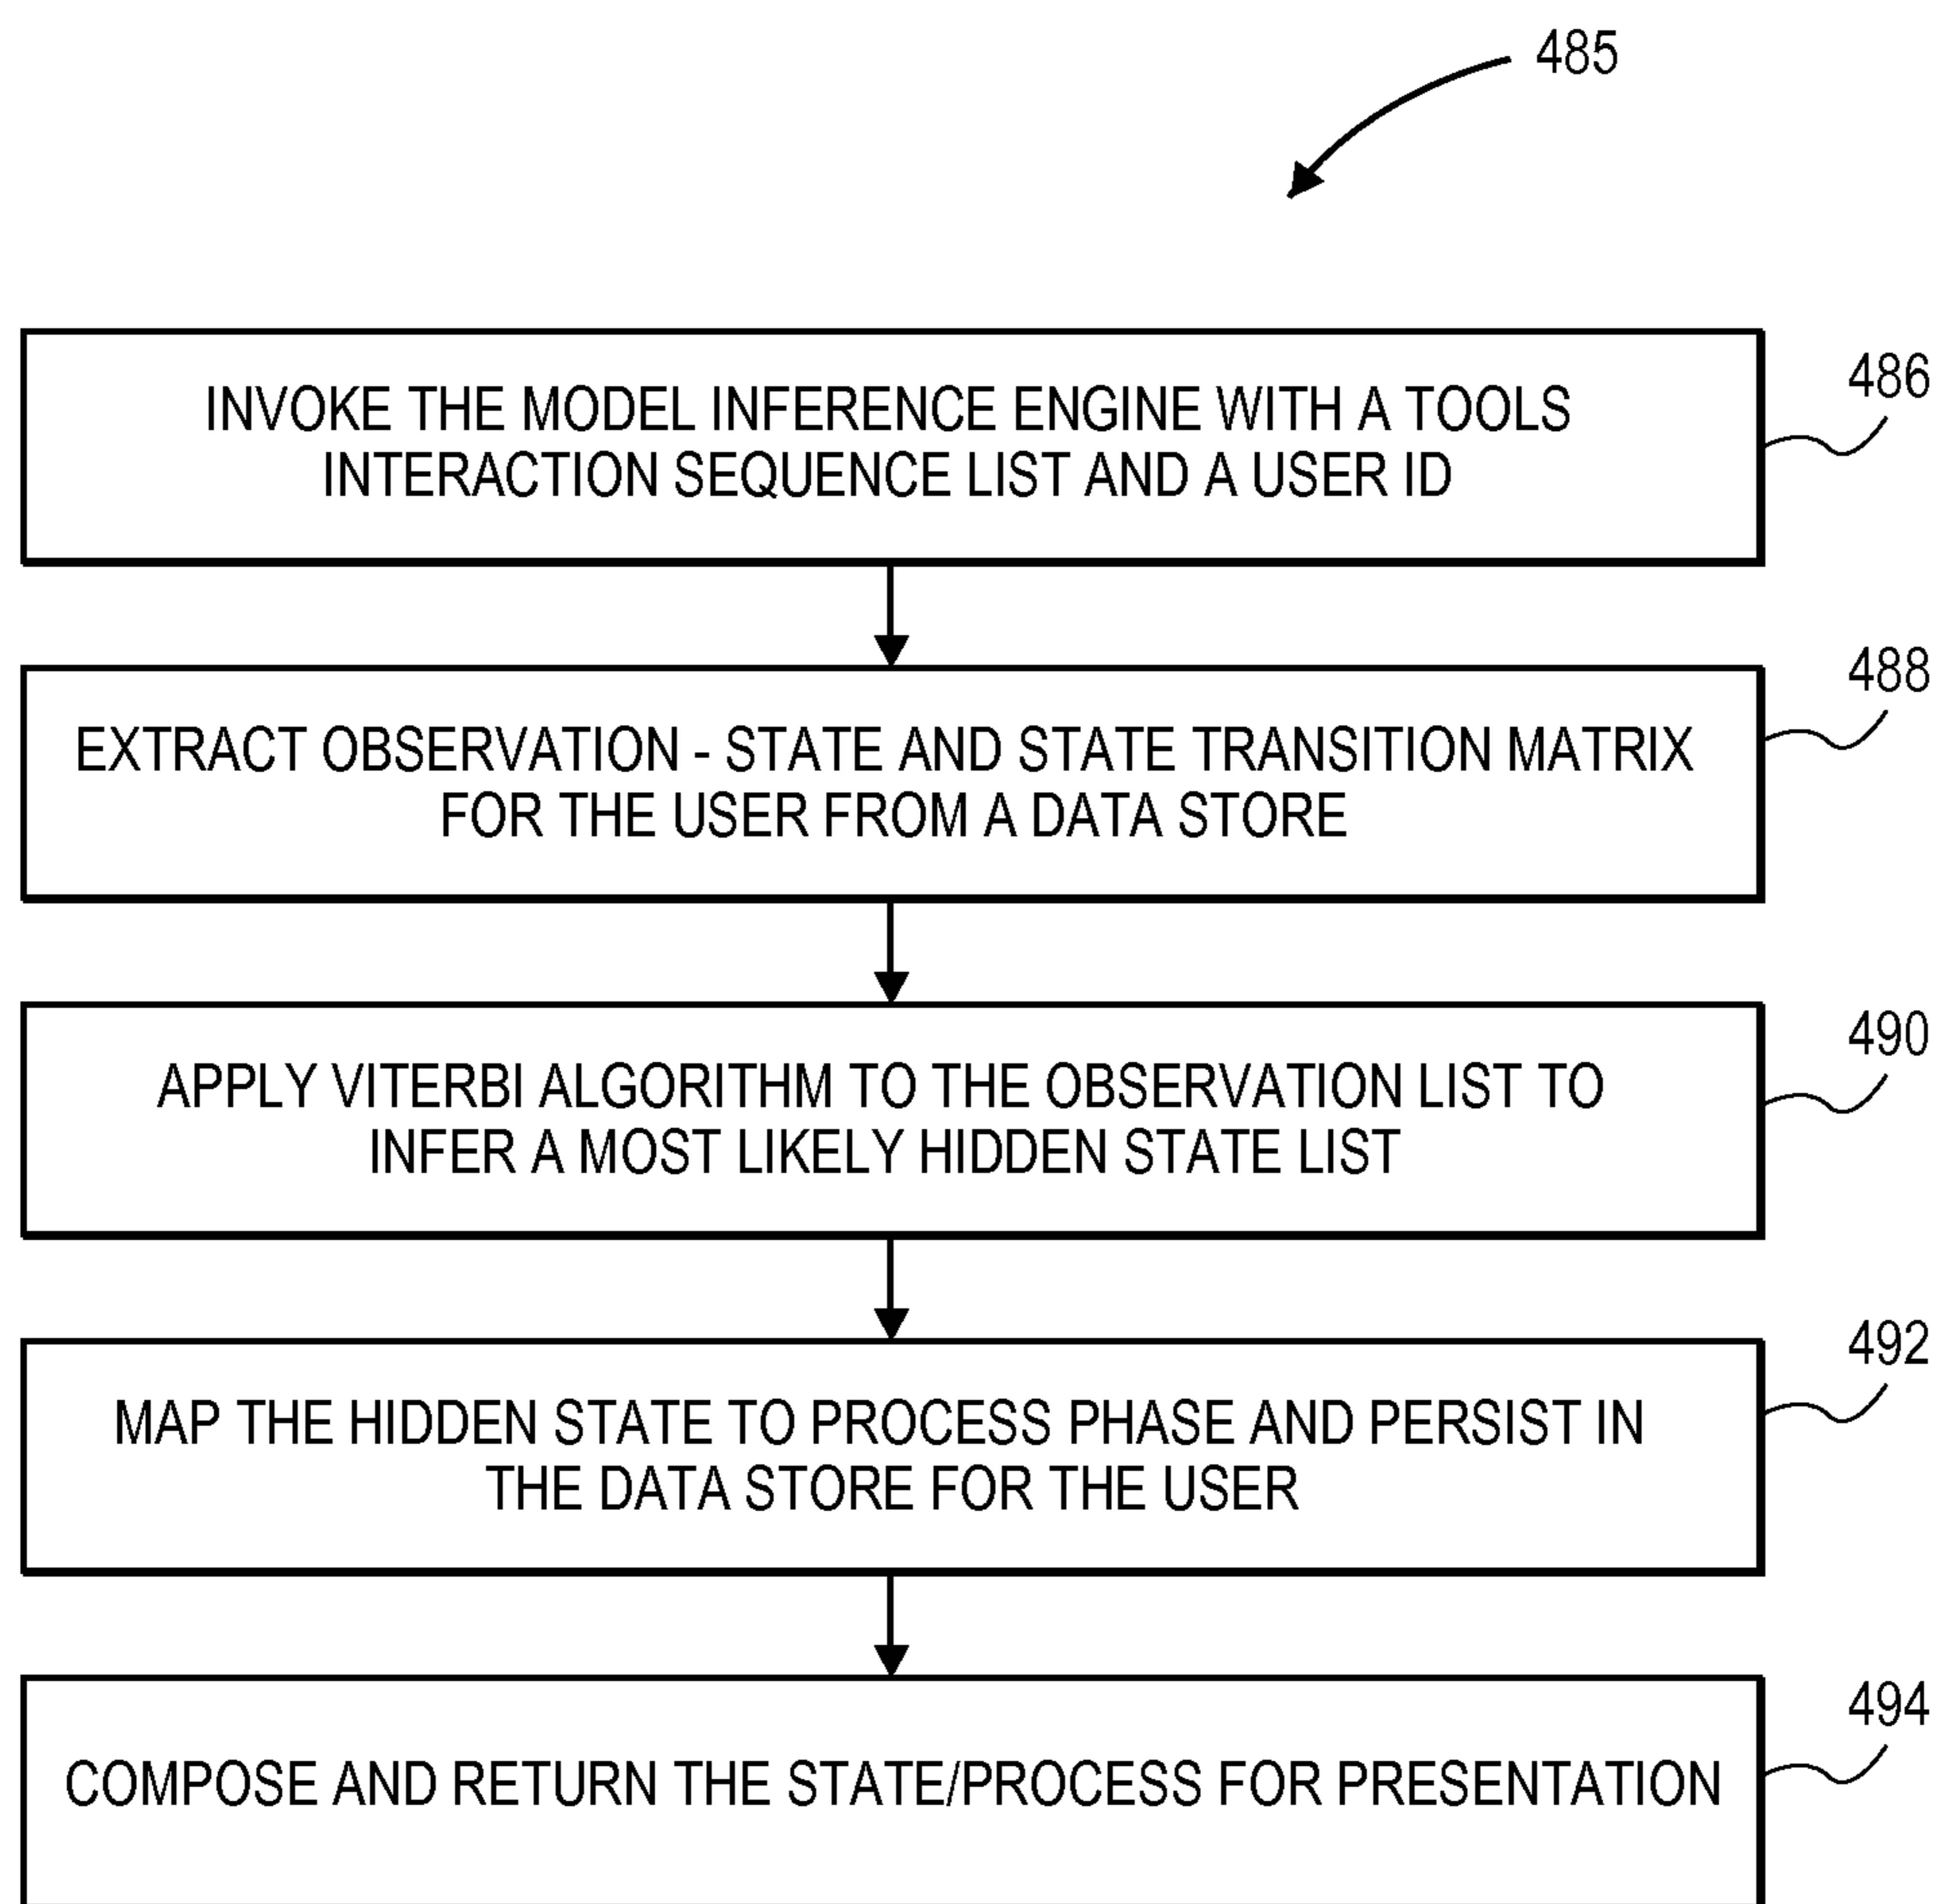 485
INVOKE THE MODEL INFERENCE ENGINE WITH A TOOLS
INTERACTION SEQUENCE LIST AND A USER ID
486
EXTRACT OBSERVATION - STATE AND STATE TRANSITION MATRIX
FOR THE USER FROM A DATA STORE
488
APPLY VITERBI ALGORITHM TO THE OBSERVATION LIST TO
INFER A MOST LIKELY HIDDEN STATE LIST
490
MAP THE HIDDEN STATE TO PROCESS PHASE AND PERSIST IN
THE DATA STORE FOR THE USER
492
COMPOSE AND RETURN THE STATE/PROCESS FOR PRESENTATION
494